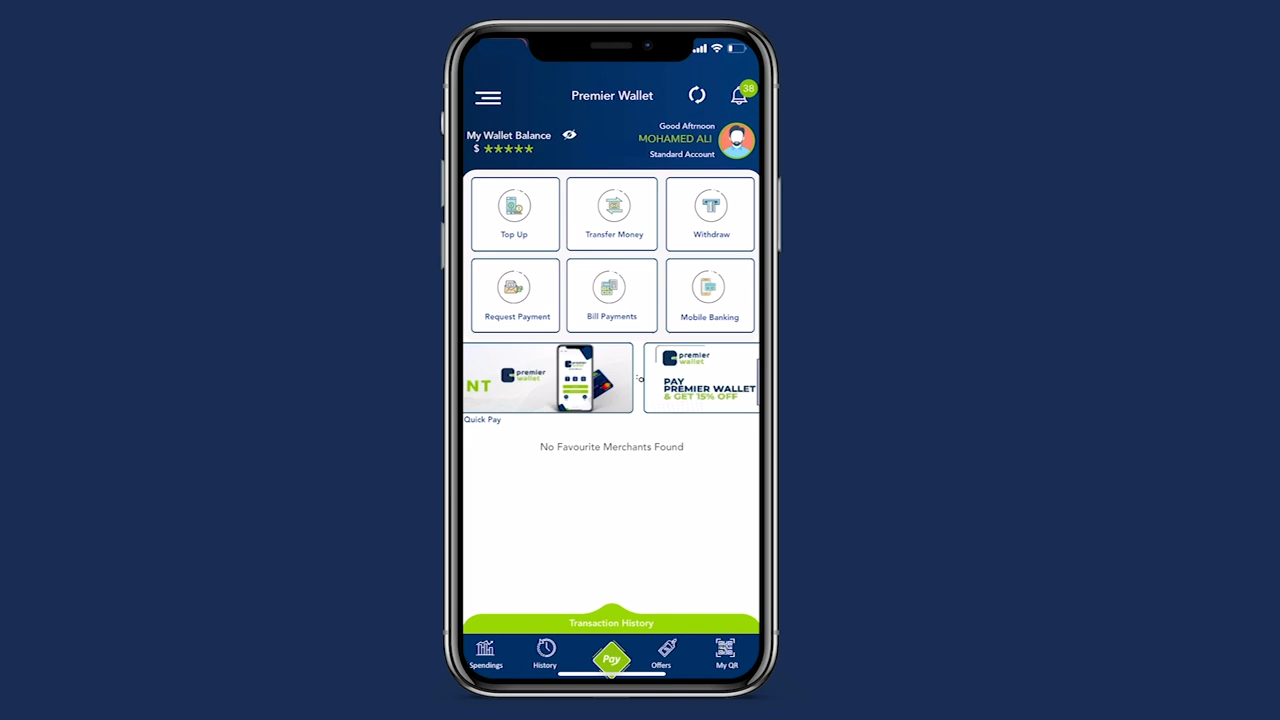 Premier Wallet
38
My Wallet Balance
$ *****
Good Aftrnoon
MOHAMED ALI
Standard Account
Top Up
Transfer Money
Withdraw
Request Payment
Bill Payments
Mobile Banking
NT
premier
wallet
premier
wallet
PAY
PREMIER WALLET
& GET 15% OFF
Quick Pay
No Favourite Merchants Found
Transaction History
Spendings
History
Pay
Offers
My QR